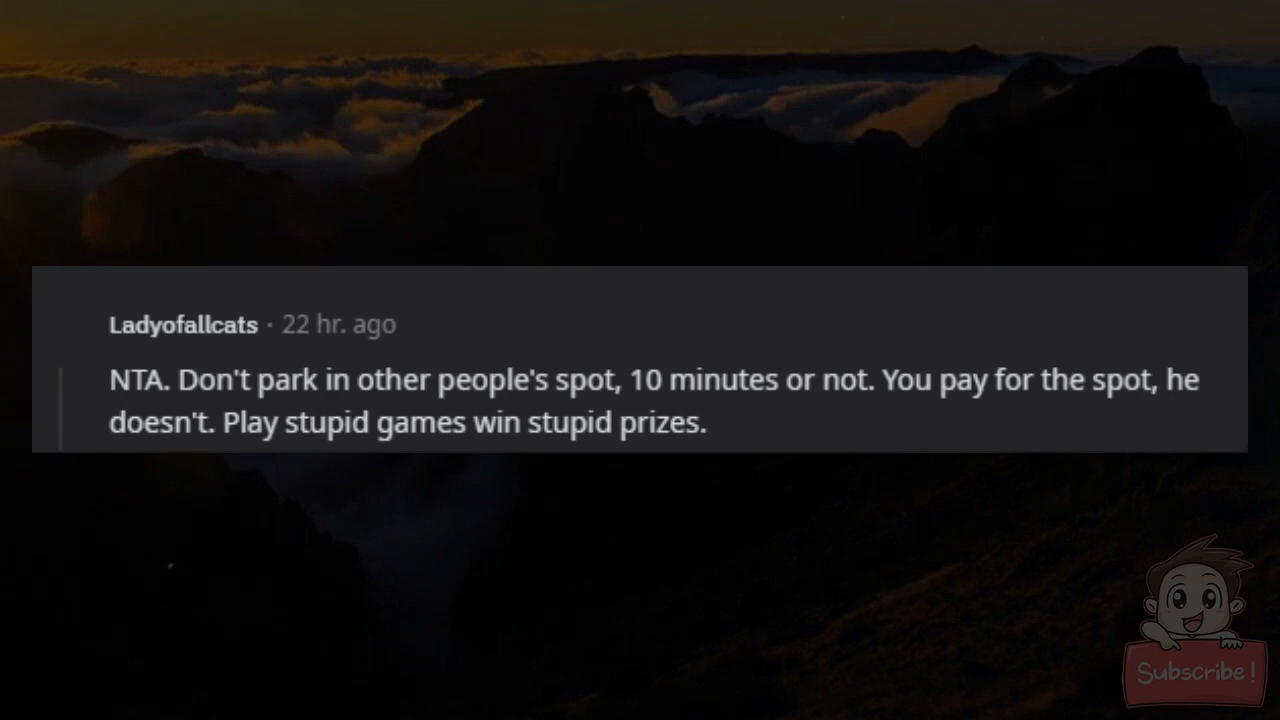 Ladyofallcats · 22 hr. ago
NTA. Don't park in other people's spot, 10 minutes or not. You pay for the spot, he
doesn't. Play stupid games win stupid prizes.
Subscribe!